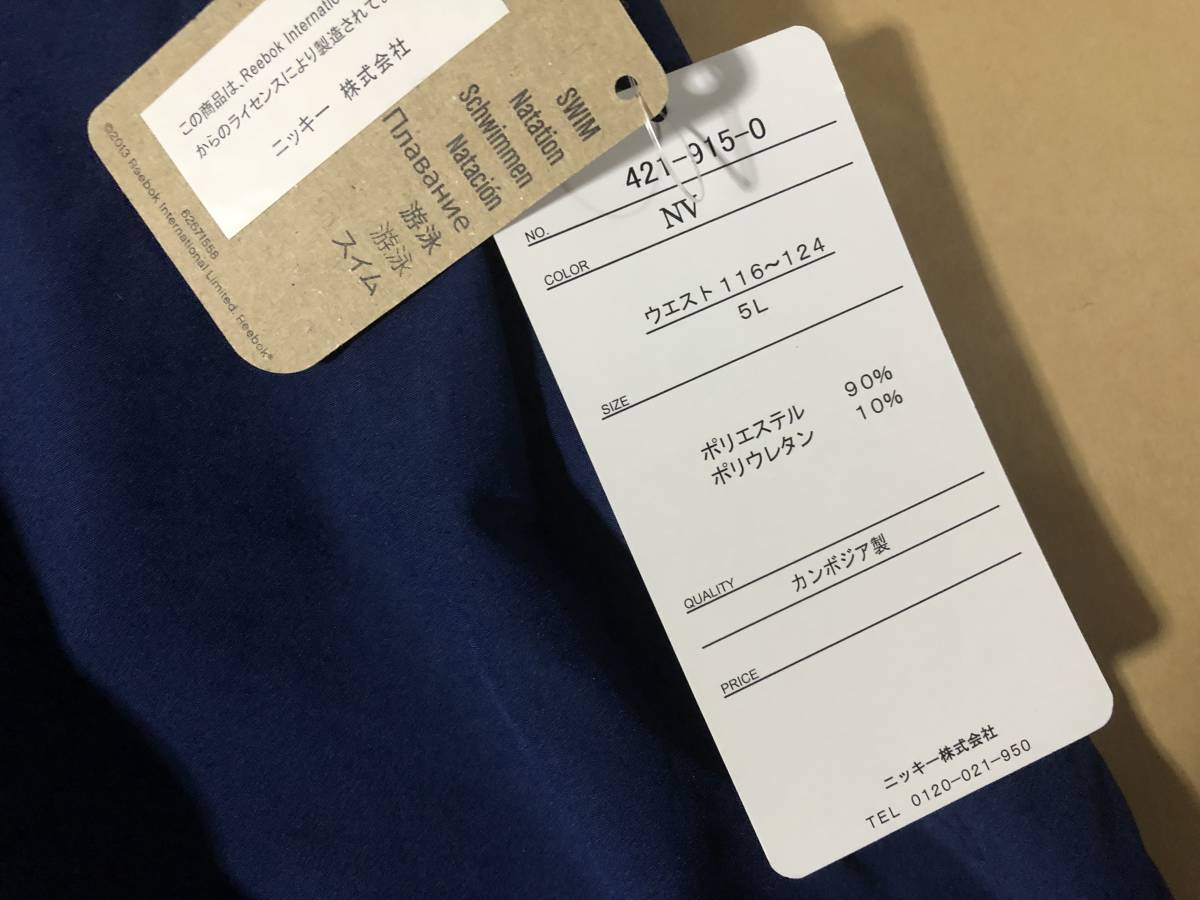 この商品は、Reebok Internatio
からのライセンスにより製造されてい
ニッキー 株式会社
SWIM
Natation
Schwimmen
Natación
Плавание
游泳
游泳
スイム
62671558
©2013 Reebok International Limited. Reebok®
NO. 421-915-0
COLOR NV
ウエスト116〜124
5L
SIZE
ポリエステル 90%
ポリウレタン 10%
QUALITY
カンボジア製
PRICE
ニッキー株式会社
TEL 0120-021-950